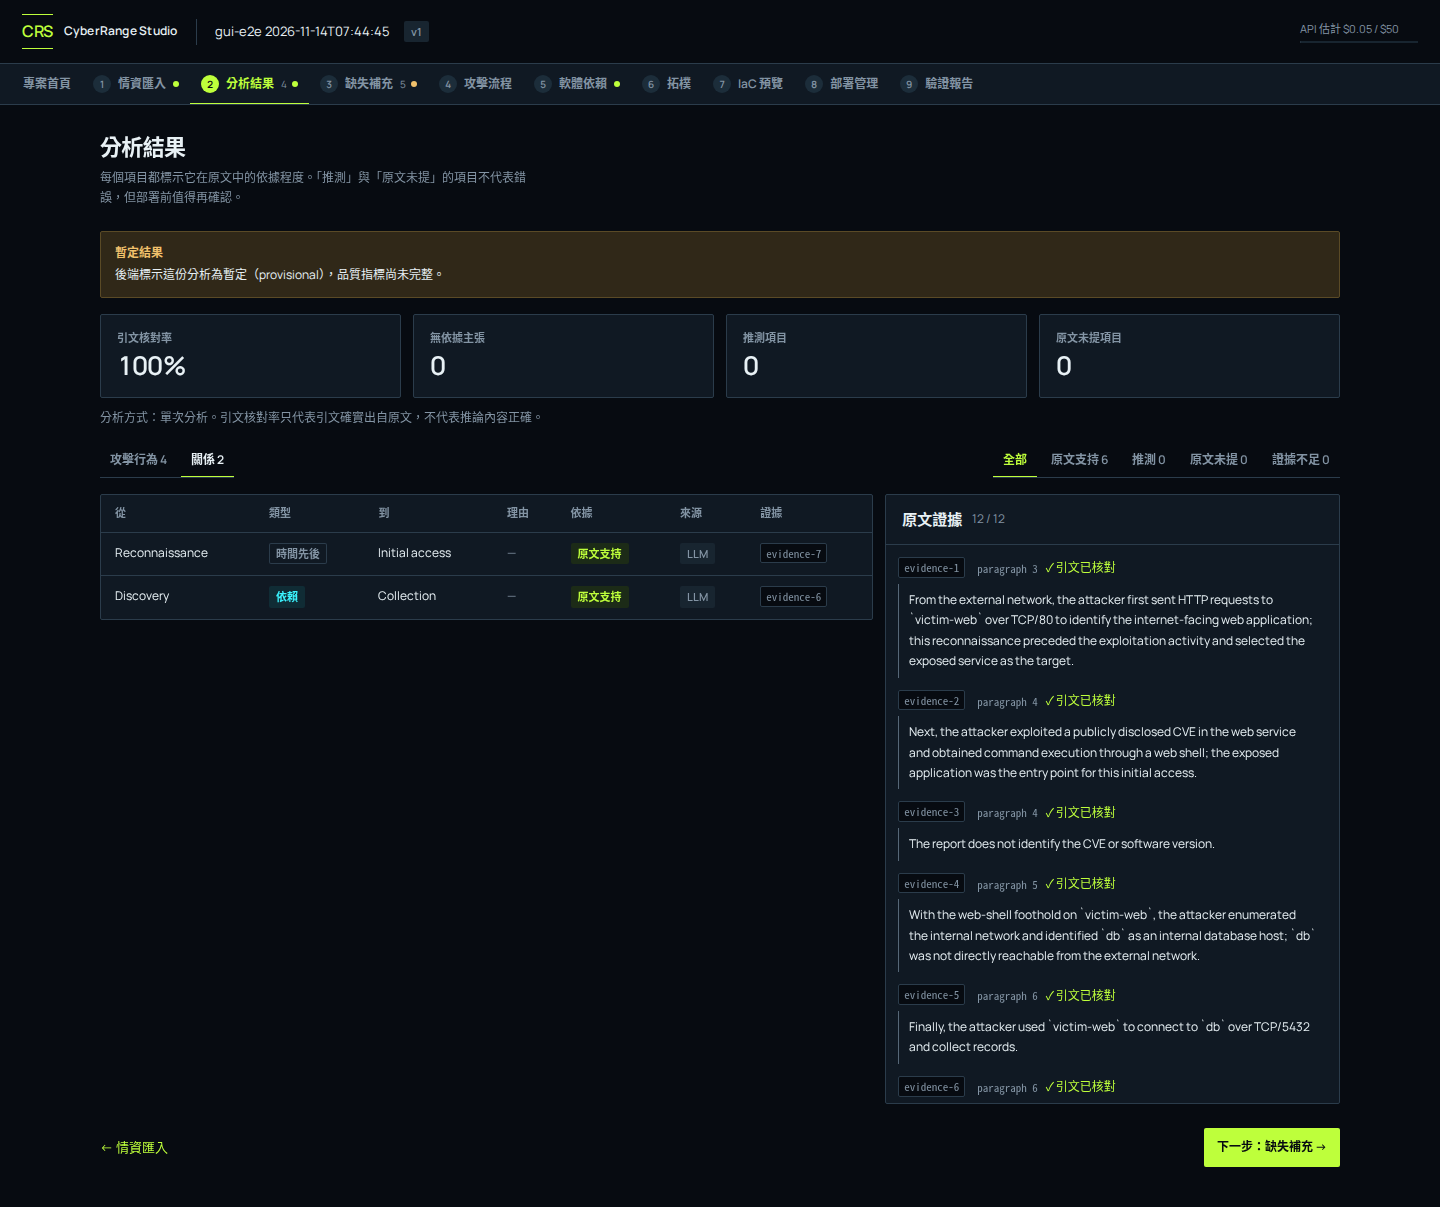 CRS CyberRange Studio gui-e2e 2026-11-14T07:44:45 v1 API 估計 $0.05 / $50
專案首頁 1 情資匯入 2 分析結果 4 3 缺失補充 5 4 攻擊流程 5 軟體依賴 6 拓樸 7 IaC 預覽 8 部署管理 9 驗證報告
分析結果
每個項目都標示它在原文中的依據程度。「推測」與「原文未提」的項目不代表錯
誤，但部署前值得再確認。
暫定結果
後端標示這份分析為暫定（provisional），品質指標尚未完整。
引文核對率 無依據主張 推測項目 原文未提項目
100% 0 0 0
分析方式：單次分析。引文核對率只代表引文確實出自原文，不代表推論內容正確。
攻擊行為 4 關係 2 全部 原文支持 6 推測 0 原文未提 0 證據不足 0
從 類型 到 理由 依據 來源 證據
Reconnaissance 時間先後 Initial access — 原文支持 LLM evidence-7
Discovery 依賴 Collection — 原文支持 LLM evidence-6
原文證據 12 / 12
evidence-1 paragraph 3 ✓引文已核對
From the external network, the attacker first sent HTTP requests to
`victim-web` over TCP/80 to identify the internet-facing web application;
this reconnaissance preceded the exploitation activity and selected the
exposed service as the target.
evidence-2 paragraph 4 ✓引文已核對
Next, the attacker exploited a publicly disclosed CVE in the web service
and obtained command execution through a web shell; the exposed
application was the entry point for this initial access.
evidence-3 paragraph 4 ✓引文已核對
The report does not identify the CVE or software version.
evidence-4 paragraph 5 ✓引文已核對
With the web-shell foothold on `victim-web`, the attacker enumerated
the internal network and identified `db` as an internal database host; `db`
was not directly reachable from the external network.
evidence-5 paragraph 6 ✓引文已核對
Finally, the attacker used `victim-web` to connect to `db` over TCP/5432
and collect records.
evidence-6 paragraph 6 ✓引文已核對
← 情資匯入 下一步：缺失補充 →